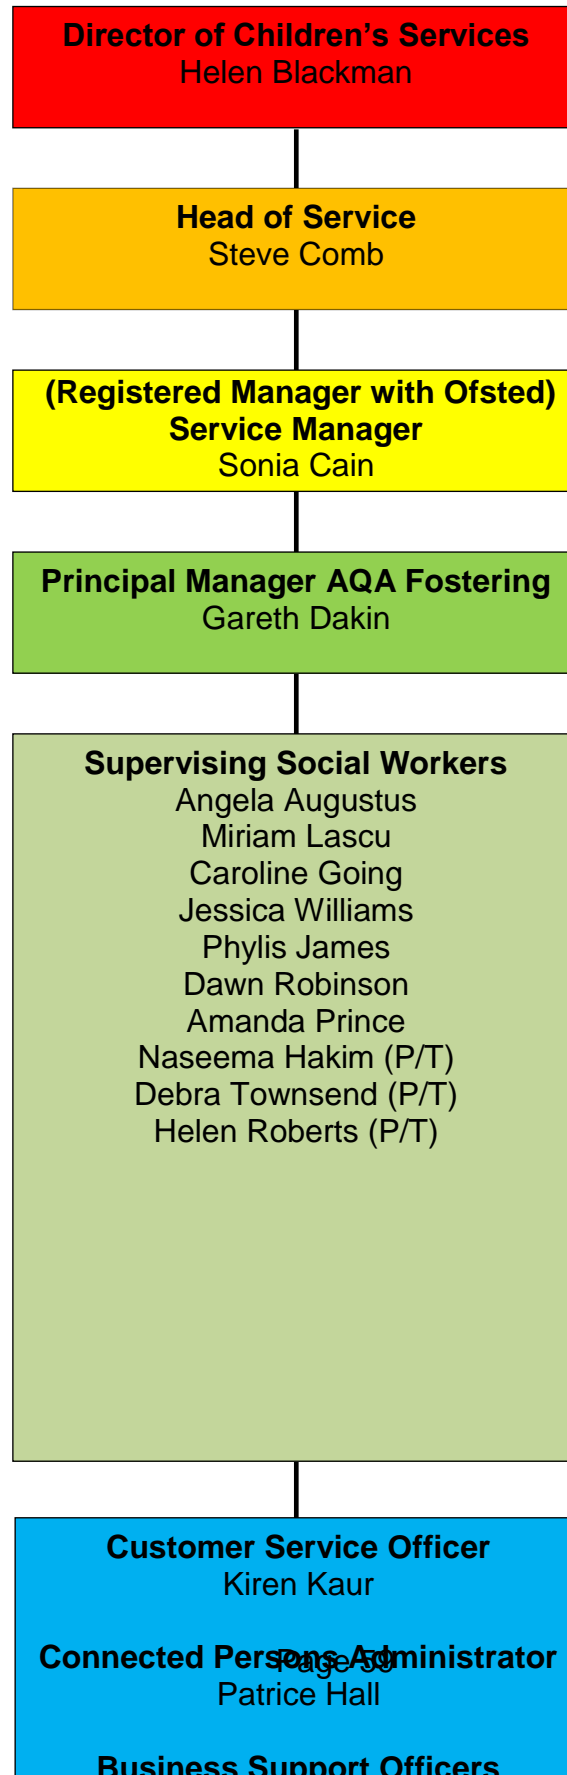 Director of Children's Services
Helen Blackman
Head of Service
Steve Comb
(Registered Manager with Ofsted)
Service Manager
Sonia Cain
Principal Manager AQA Fostering
Gareth Dakin
Supervising Social Workers
Angela Augustus
Miriam Lascu
Caroline Going
Jessica Williams
Phylis James
Dawn Robinson
Amanda Prince
Naseema Hakim (P/T)
Debra Townsend (P/T)
Helen Roberts (P/T)
Customer Service Officer
Kiren Kaur
Connected Persons Administrator
Page 59
Patrice Hall
Business Support Officers